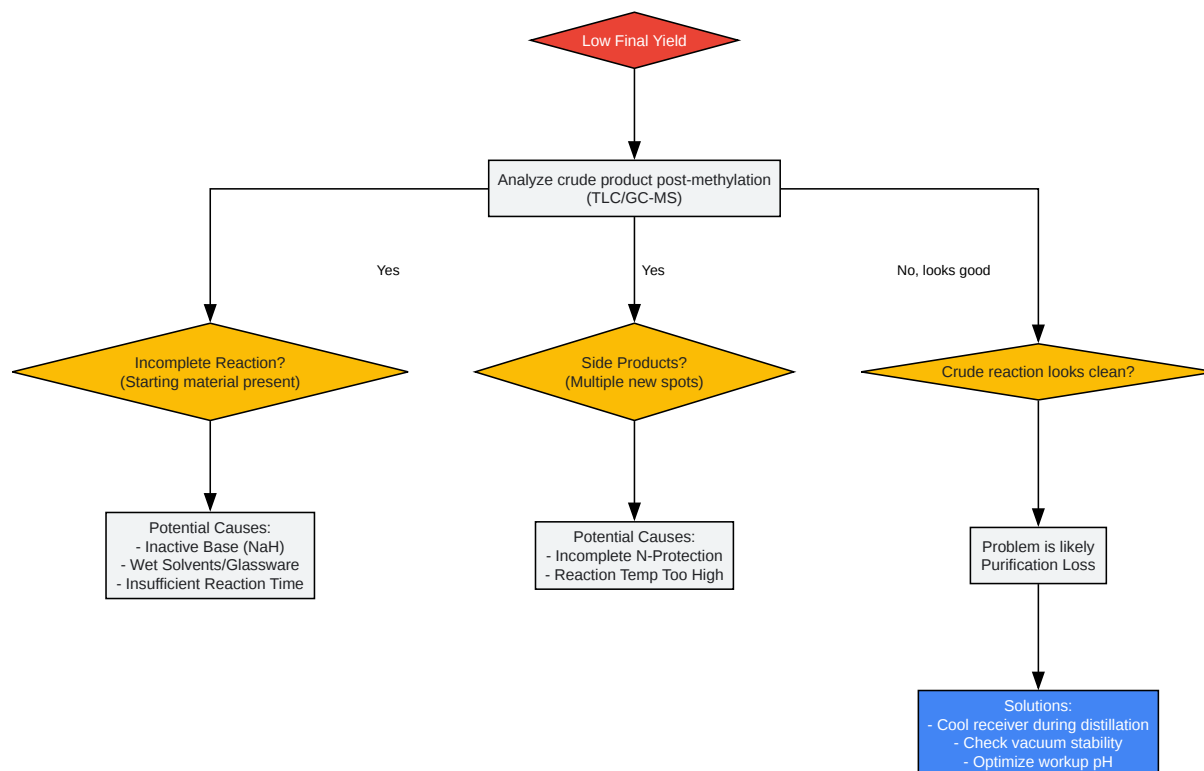 Low Final Yield
Analyze crude product post-methylation
(TLC/GC-MS)
Yes
Yes
No, looks good
Incomplete Reaction?
(Starting material present)
Side Products?
(Multiple new spots)
Crude reaction looks clean?
Potential Causes:
- Inactive Base (NaH)
- Wet Solvents/Glassware
- Insufficient Reaction Time
Potential Causes:
- Incomplete N-Protection
- Reaction Temp Too High
Problem is likely
Purification Loss
Solutions:
- Cool receiver during distillation
- Check vacuum stability
- Optimize workup pH